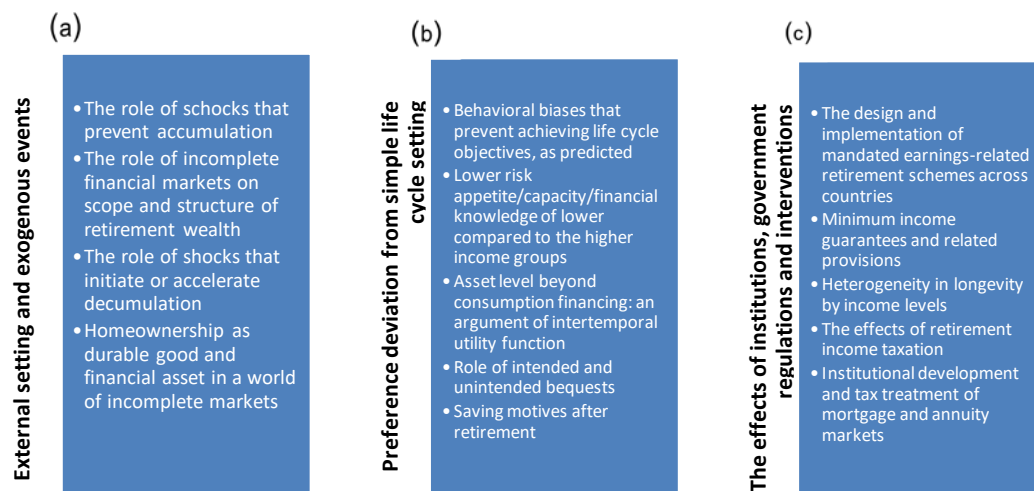 (a)
External setting and exogenous events
•The role of schocks that
prevent accumulation
•The role of incomplete
financial markets on
scope and structure of
retirement wealth
•The role of shocks that
initiate or accelerate
decumulation
•Homeownership as
durable good and
financial asset in a world
of incomplete markets
(b)
Preference deviation from simple life
cycle setting
•Behavioral biases that
prevent achieving life cycle
objectives, as predicted
•Lower risk
appetite/capacity/financial
knowledge of lower
compared to the higher
income groups
•Asset level beyond
consumption financing: an
argument of intertemporal
utility function
•Role of intended and
unintended bequests
•Saving motives after
retirement
(c)
The effects of institutions, government
regulations and interventions
•The design and
implementation of
mandated earnings-related
retirement schemes across
countries
•Minimum income
guarantees and related
provisions
•Heterogeneity in longevity
by income levels
•The effects of retirement
income taxation
•Institutional development
and tax treatment of
mortgage and annuity
markets